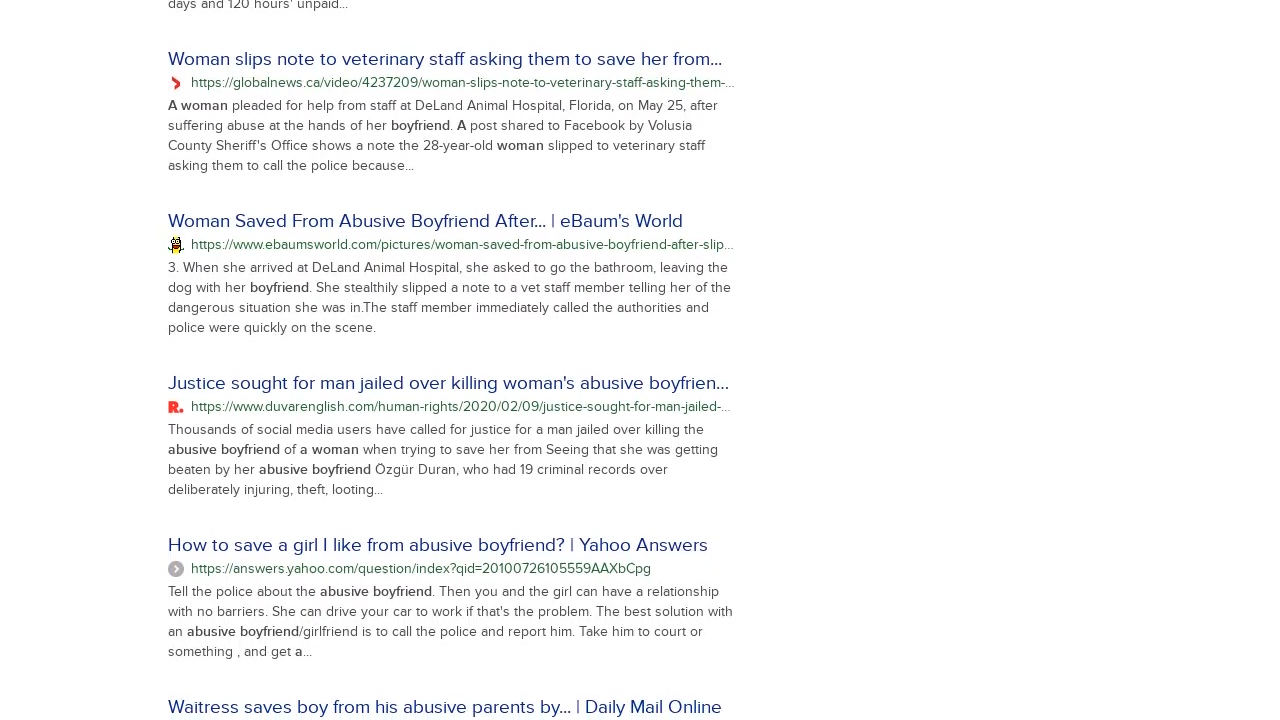 days and 120 hours' unpaid...
Woman slips note to veterinary staff asking them to save her from...
https://globalnews.ca/video/4237209/woman-slips-note-to-veterinary-staff-asking-them-...
A woman pleaded for help from staff at DeLand Animal Hospital, Florida, on May 25, after
suffering abuse at the hands of her boyfriend. A post shared to Facebook by Volusia
County Sheriff's Office shows a note the 28-year-old woman slipped to veterinary staff
asking them to call the police because...
Woman Saved From Abusive Boyfriend After... | eBaum's World
https://www.ebaumsworld.com/pictures/woman-saved-from-abusive-boyfriend-after-slip...
3. When she arrived at DeLand Animal Hospital, she asked to go the bathroom, leaving the
dog with her boyfriend. She stealthily slipped a note to a vet staff member telling her of the
dangerous situation she was in.The staff member immediately called the authorities and
police were quickly on the scene.
Justice sought for man jailed over killing woman's abusive boyfrien...
R.
https://www.duvarenglish.com/human-rights/2020/02/09/justice-sought-for-man-jailed-...
Thousands of social media users have called for justice for a man jailed over killing the
abusive boyfriend of a woman when trying to save her from Seeing that she was getting
beaten by her abusive boyfriend Özgür Duran, who had 19 criminal records over
deliberately injuring, theft, looting...
How to save a girl I like from abusive boyfriend? | Yahoo Answers
https://answers.yahoo.com/question/index?qid=20100726105559AAXbCpg
Tell the police about the abusive boyfriend. Then you and the girl can have a relationship
with no barriers. She can drive your car to work if that's the problem. The best solution with
an abusive boyfriend/girlfriend is to call the police and report him. Take him to court or
something , and get a...
Waitress saves boy from his abusive parents by... | Daily Mail Online